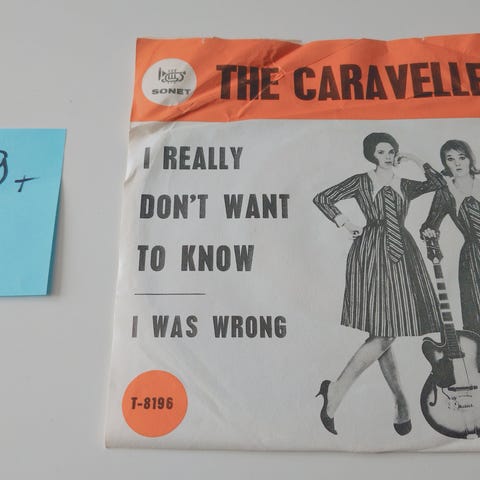 SONET
THE CARAVELLE
I REALLY
DON'T WANT
TO KNOW
I WAS WRONG
T-8196